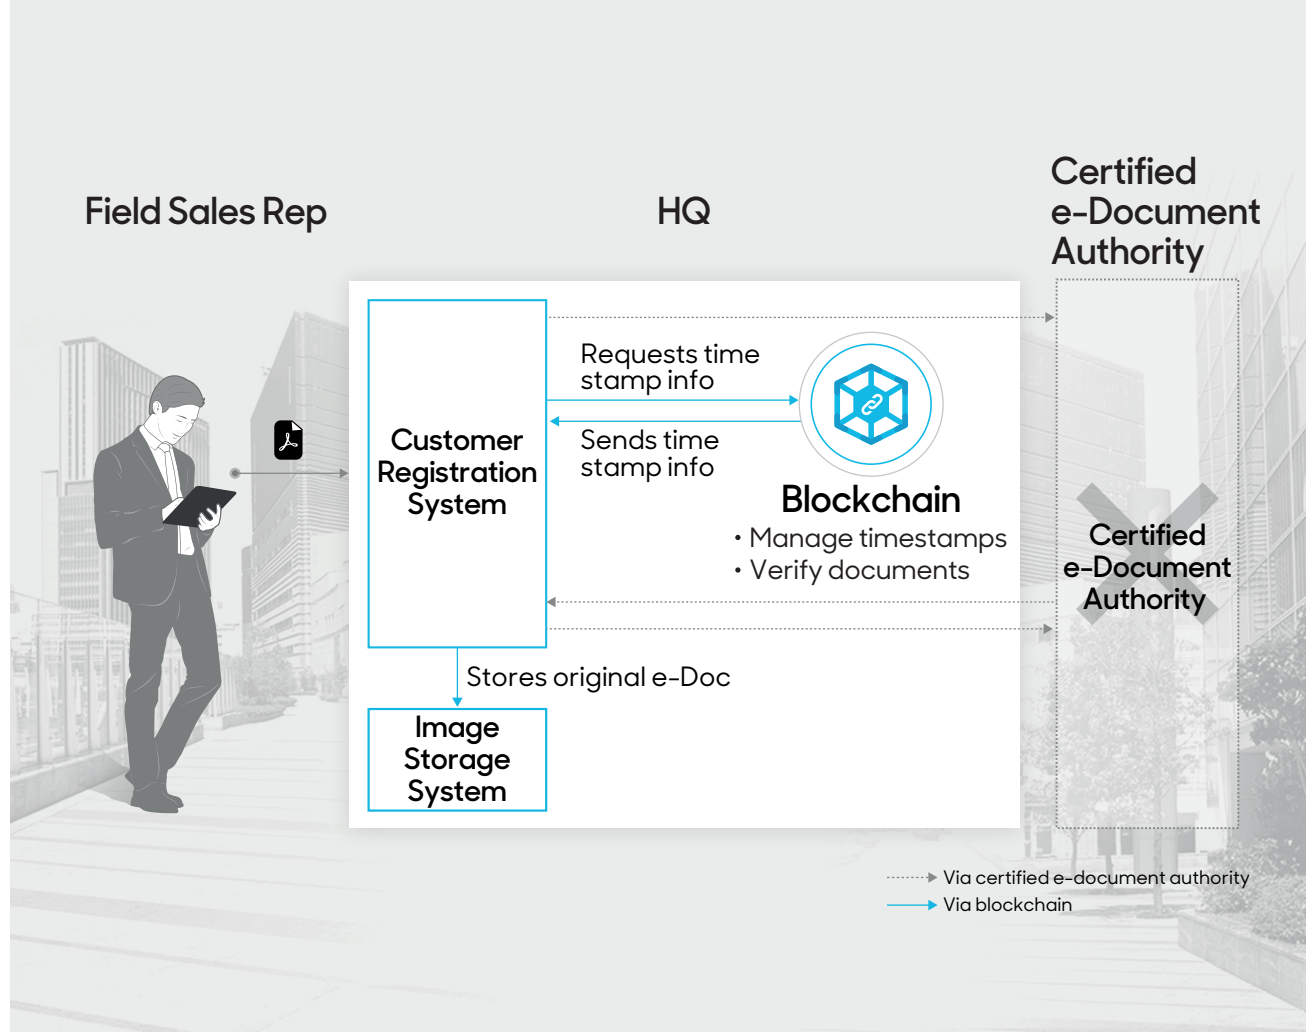 Field Sales Rep
HQ
Certified
e-Document
Authority
Requests time
stamp info
Sends time
stamp info
Customer
Registration
System
Blockchain
• Manage timestamps
• Verify documents
Certified
e-Document
Authority
Stores original e-Doc
Image
Storage
System
Via certified e-document authority
Via blockchain